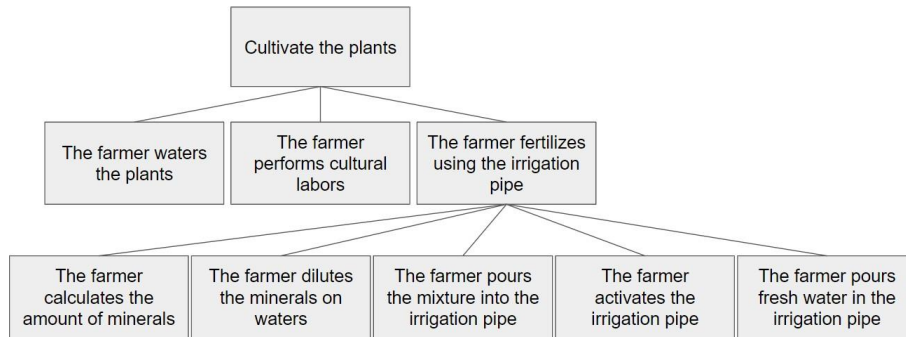 Cultivate the plants
The farmer waters
the plants
The farmer
performs cultural
labors
The farmer fertilizes
using the irrigation
pipe
The farmer
calculates the
amount of minerals
The farmer dilutes
the minerals on
waters
The farmer pours
the mixture into the
irrigation pipe
The farmer
activates the
irrigation pipe
The farmer pours
fresh water in the
irrigation pipe